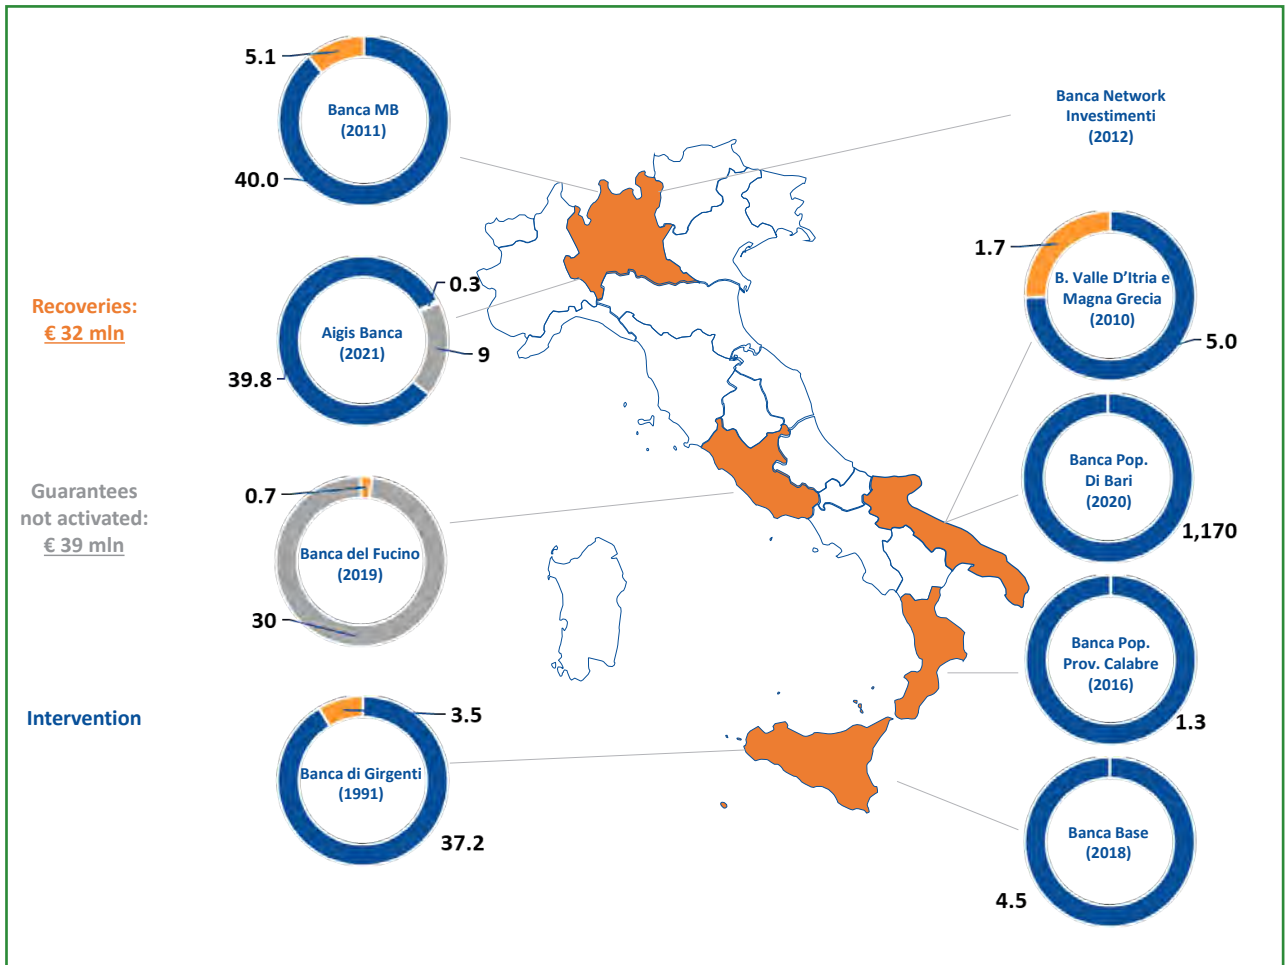 5.1
Banca MB
(2011)
40.0
Banca Network
Investimenti
(2012)
1.7
B. Valle D'Itria e
Magna Grecia
(2010)
5.0
Recoveries:
€ 32 mln
0.3
Aigis Banca
(2021)
9
39.8
Banca Pop.
Di Bari
(2020)
1,170
Guarantees
not activated:
€ 39 mln
0.7
Banca del Fucino
(2019)
30
Banca Pop.
Prov. Calabre
(2016)
1.3
Intervention
3.5
Banca di Girgenti
(1991)
37.2
Banca Base
(2018)
4.5